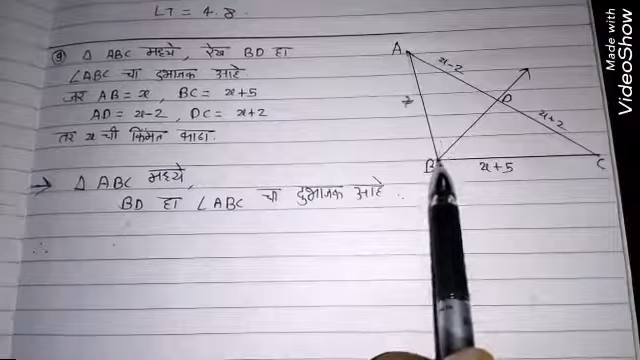 LT = 4.8
④ Δ ABC मध्ये, रेख BD हा
∠ABC चा दुभाजक आहे
जर AB = x, BC = x+5
AD = x-2, DC = x+2
तर x ची किंमत काढा.
→ Δ ABC मध्ये,
BD हा ∠ABC चा दुभाजक आहे.
∴
A
x-2
D
x+2
x
B
x+5
C
Made with
VideoShow